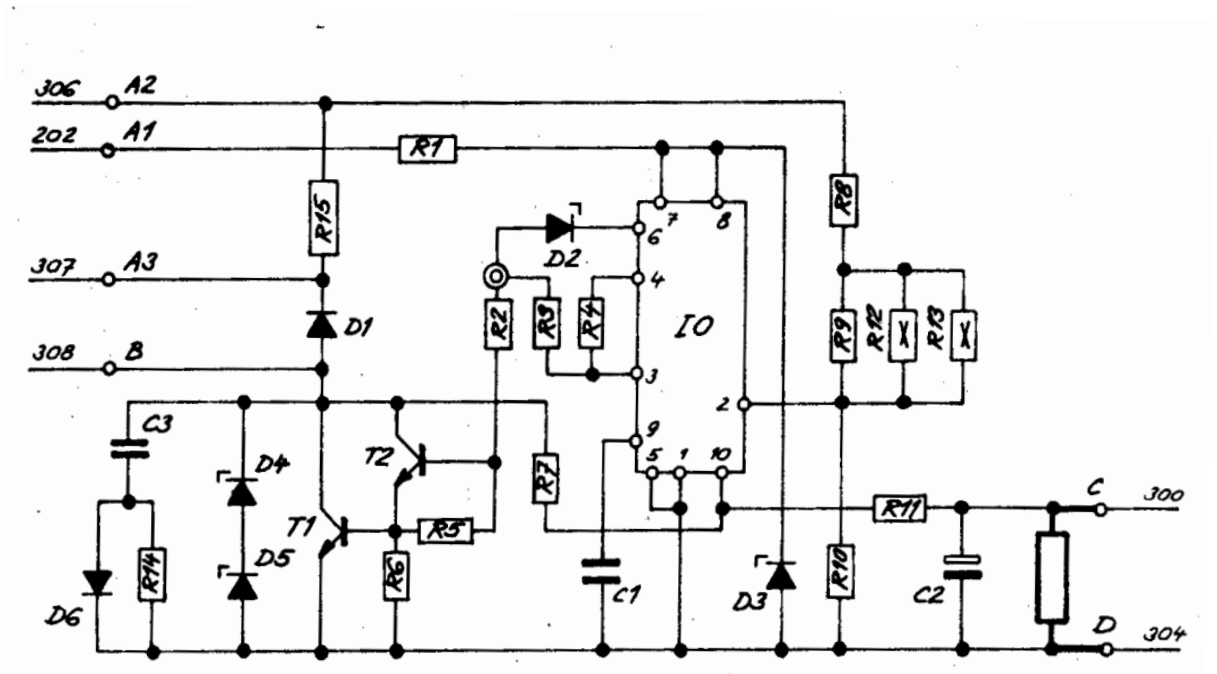 306 A2
202 A1
R1
R15
R8
7 8
6
D2
307 A3
4
R2 R3 R4
IO
R9 R12 R13
D1
308 B
3
2
C3
9
T2
5 1 10
D4
R7
C 300
R11
T1
R5
D5
R14
R6
C1
D3
R10
C2
D6
D 304